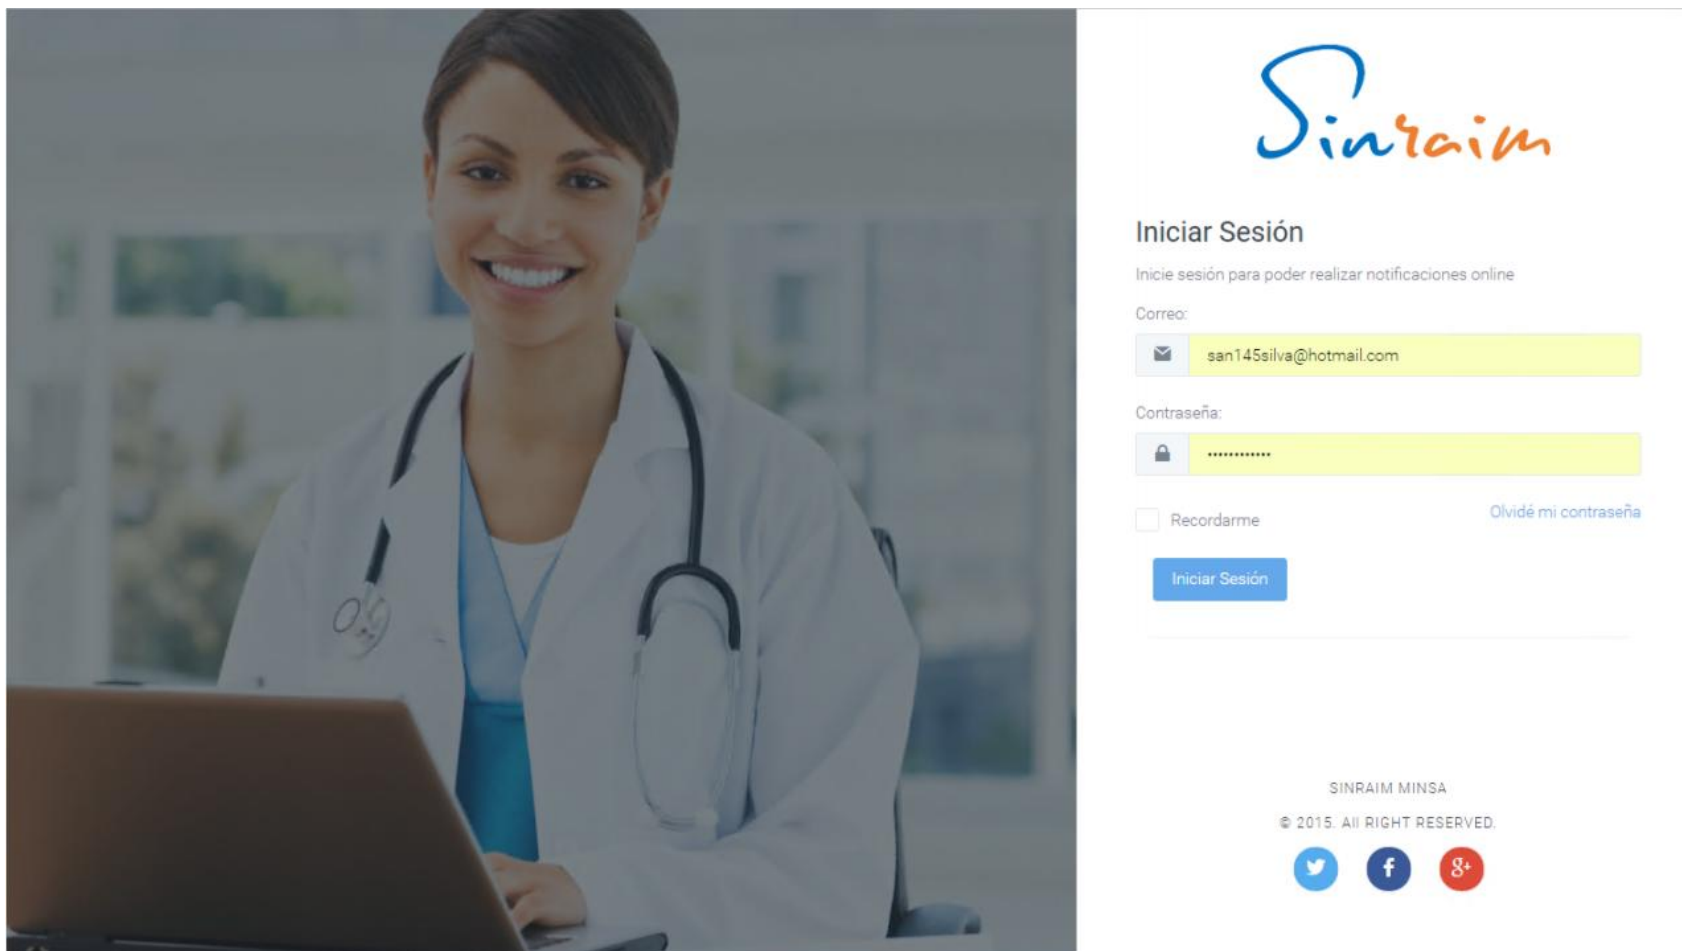 Sinraim
Iniciar Sesión
Inicie sesión para poder realizar notificaciones online
Correo:
san145silva@hotmail.com
Contraseña:
••••••••••••
Recordarme
Olvidé mi contraseña
Iniciar Sesión
SINRAIM MINSA
© 2015. All RIGHT RESERVED.